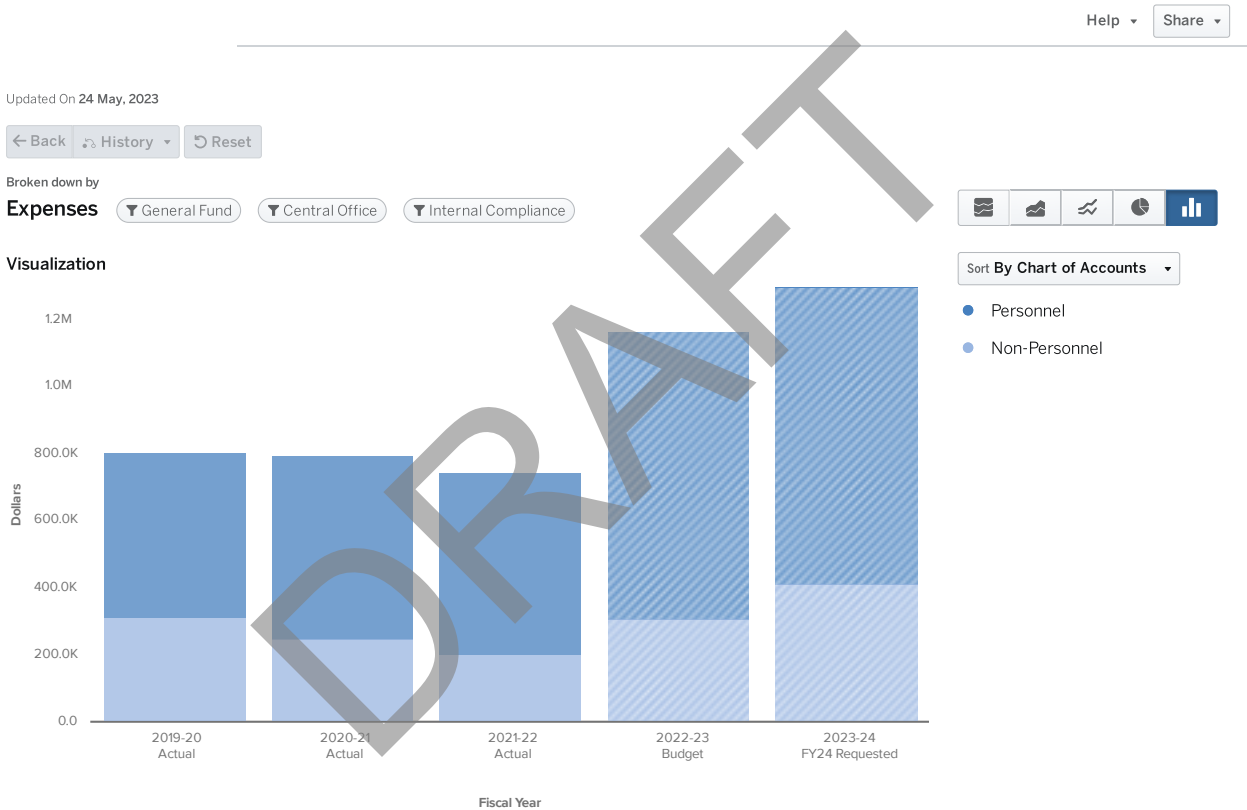 Help
Share
Updated On 24 May, 2023
Back
History
Reset
Broken down by
Expenses
General Fund
Central Office
Internal Compliance
Visualization
Sort By Chart of Accounts
Personnel
Non-Personnel
1.2M
1.0M
800.0K
600.0K
400.0K
200.0K
0.0
Dollars
2019-20
Actual
2020-21
Actual
2021-22
Actual
2022-23
Budget
2023-24
FY24 Requested
Fiscal Year
DRAFT